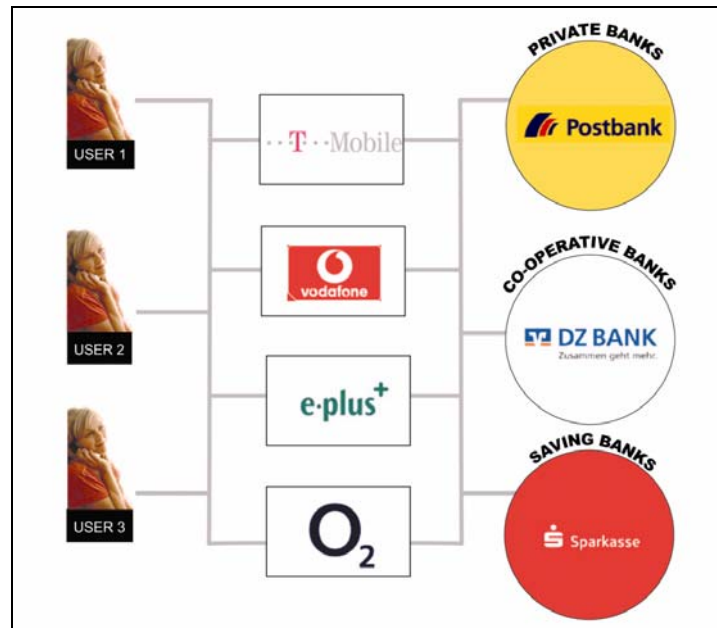 USER 1
USER 2
USER 3
T Mobile
vodafone
e·plus+
O2
PRIVATE BANKS
Postbank
CO-OPERATIVE BANKS
DZ BANK
Zusammen geht mehr.
SAVING BANKS
Sparkasse